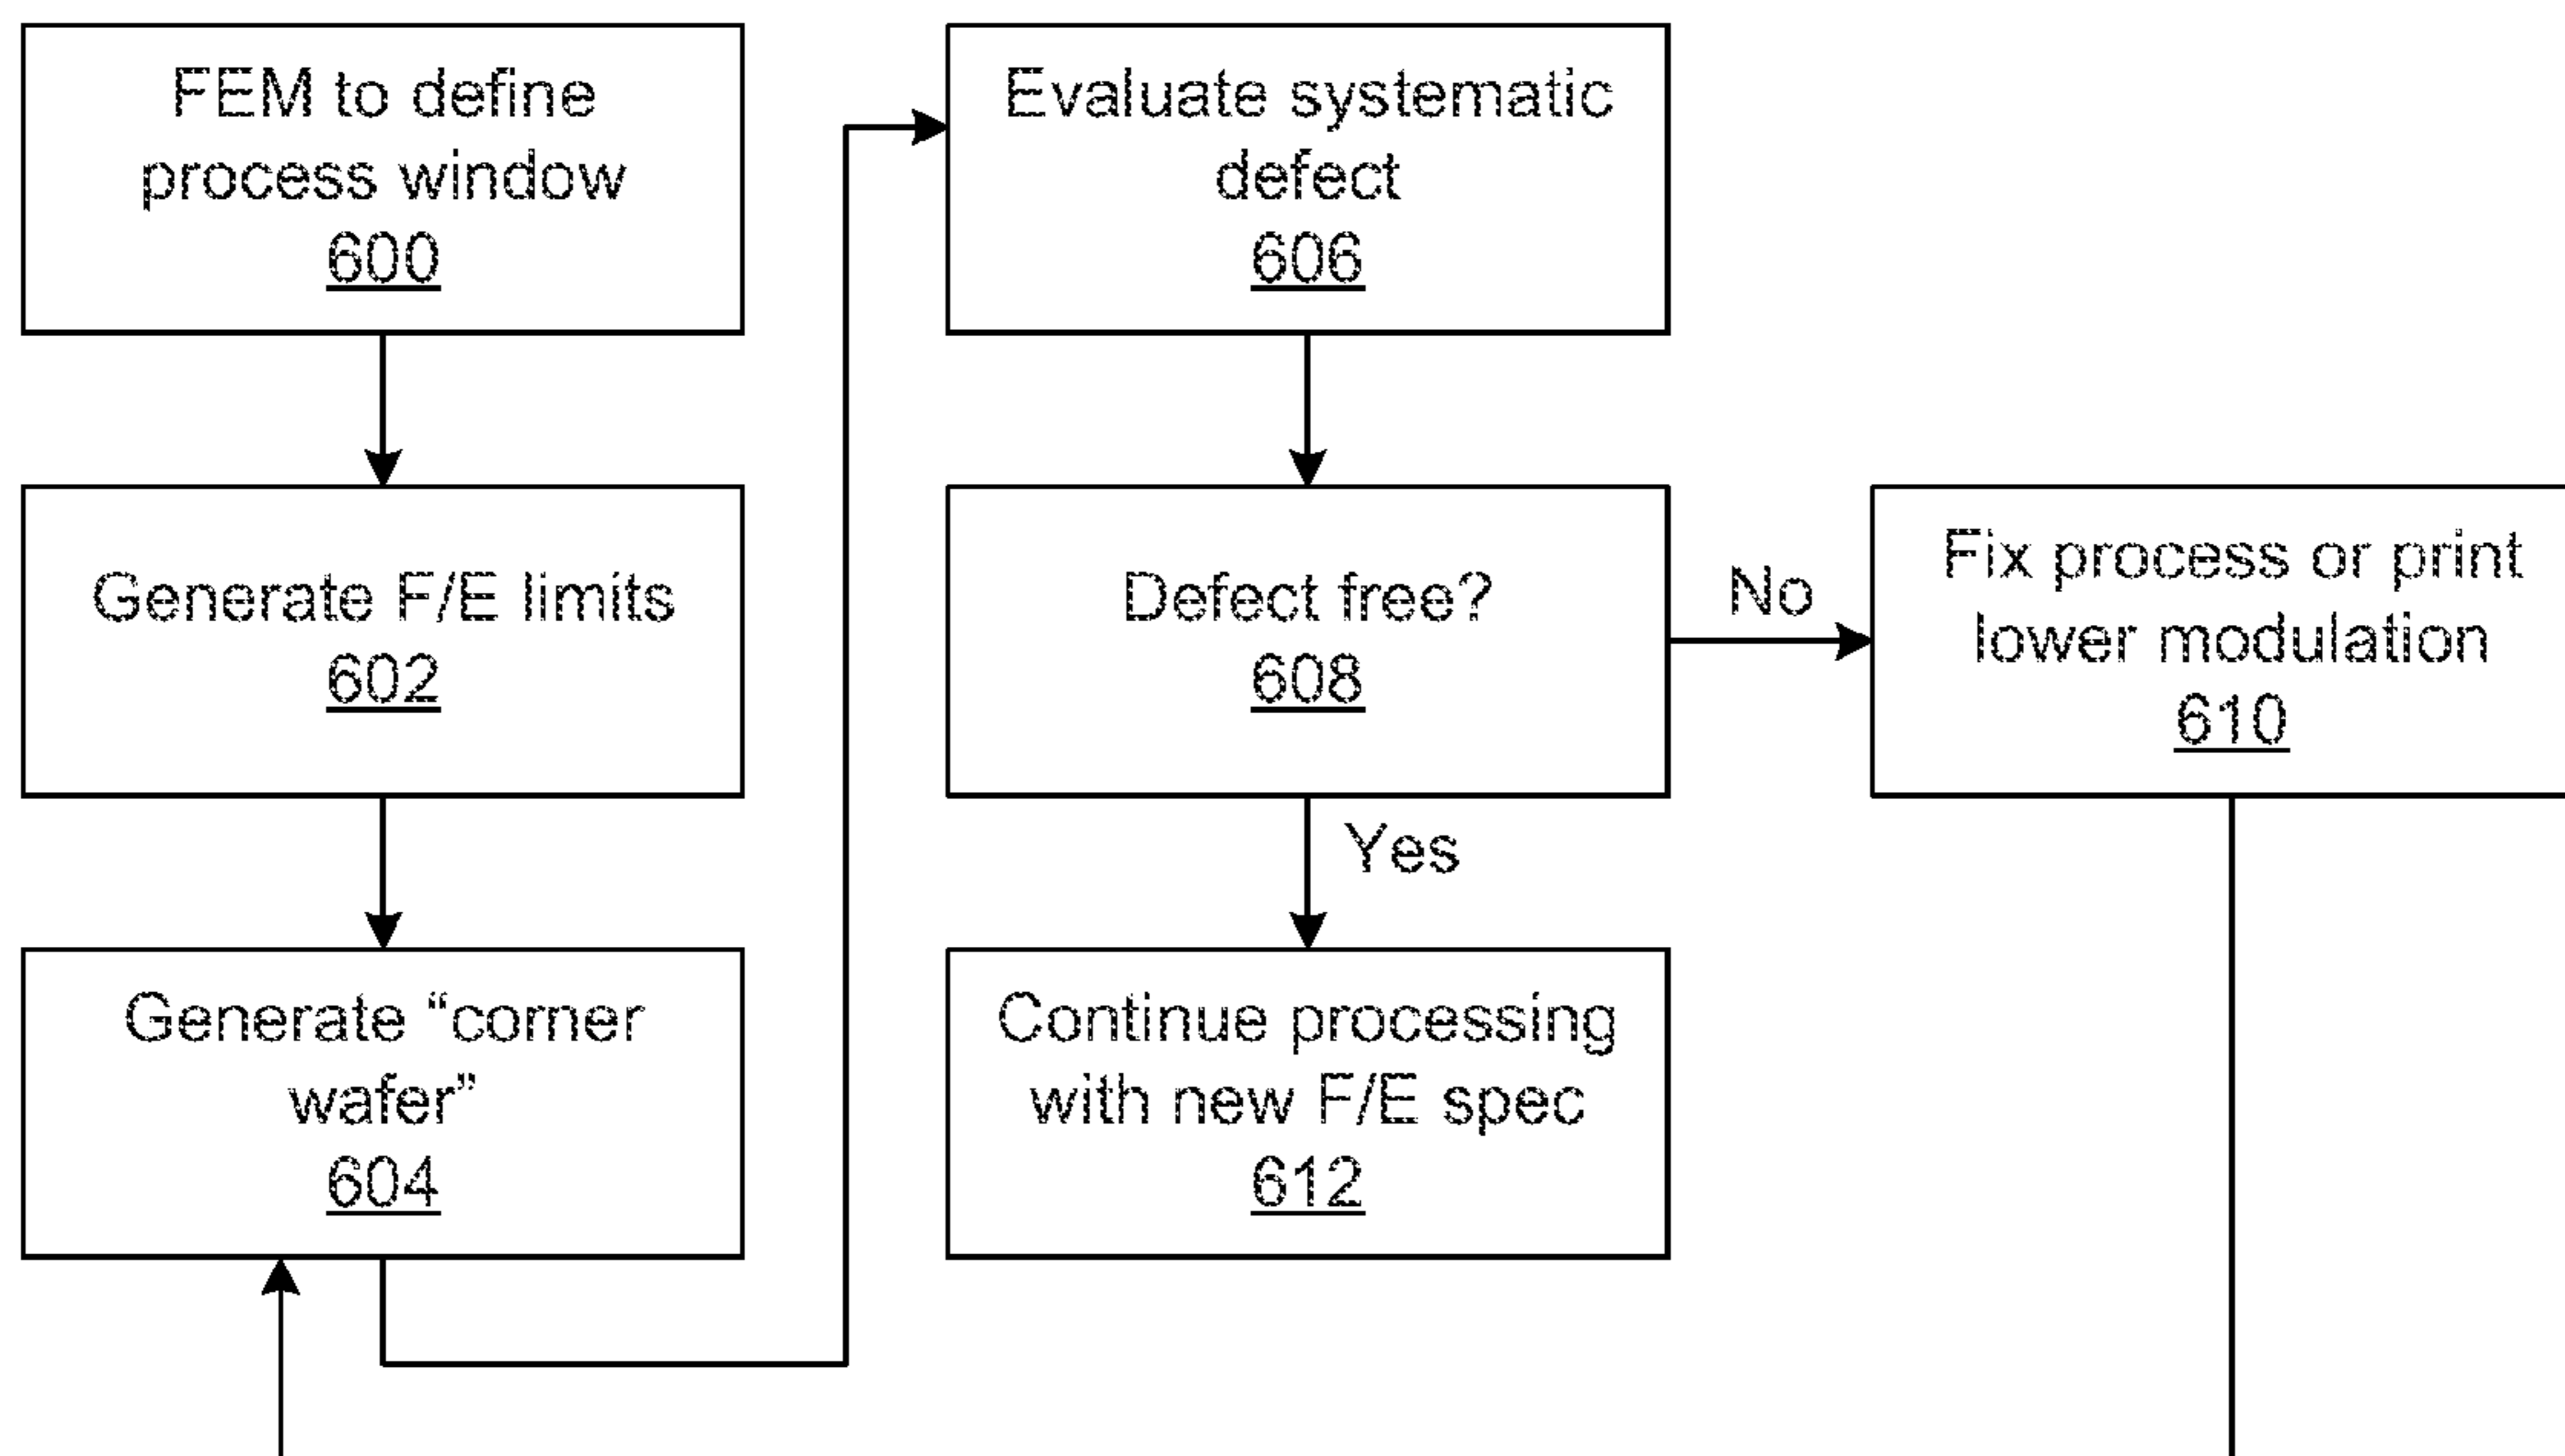 FEM to define
process window
600
Generate F/E limits
602
Generate “corner
wafer”
604
Evaluate systematic
defect
606
Defect free?
608
No
Yes
Fix process or print
lower modulation
610
Continue processing
with new F/E spec
612